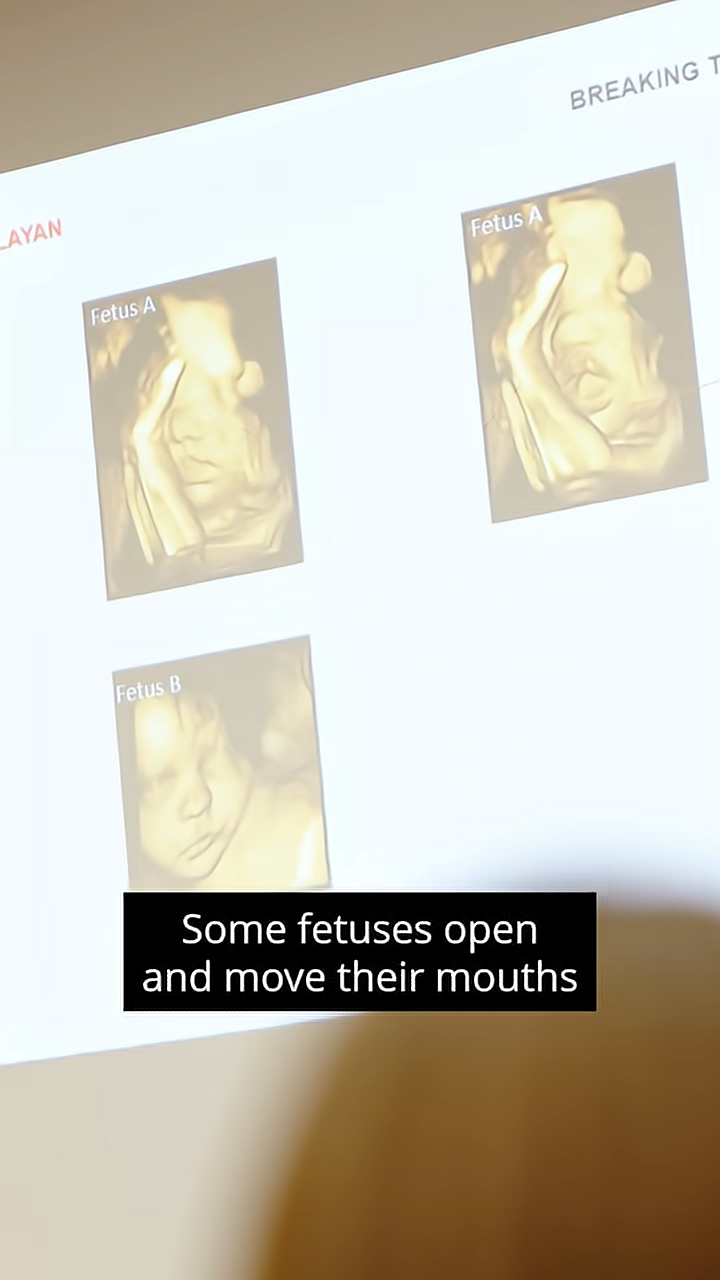 BREAKING T
LAYAN
Fetus A
Fetus A
Fetus B
Some fetuses open
and move their mouths